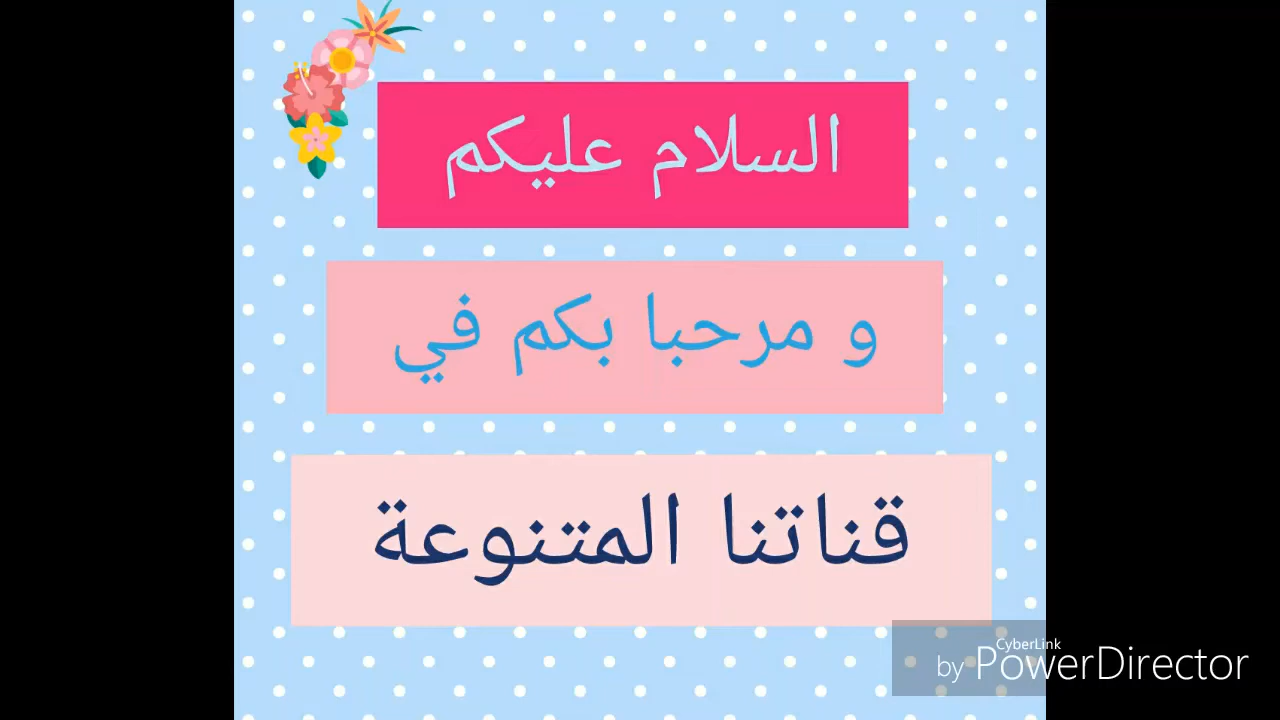 السلام عليكم
و مرحبا بكم في
قناتنا المتنوعة
CyberLink
by PowerDirector